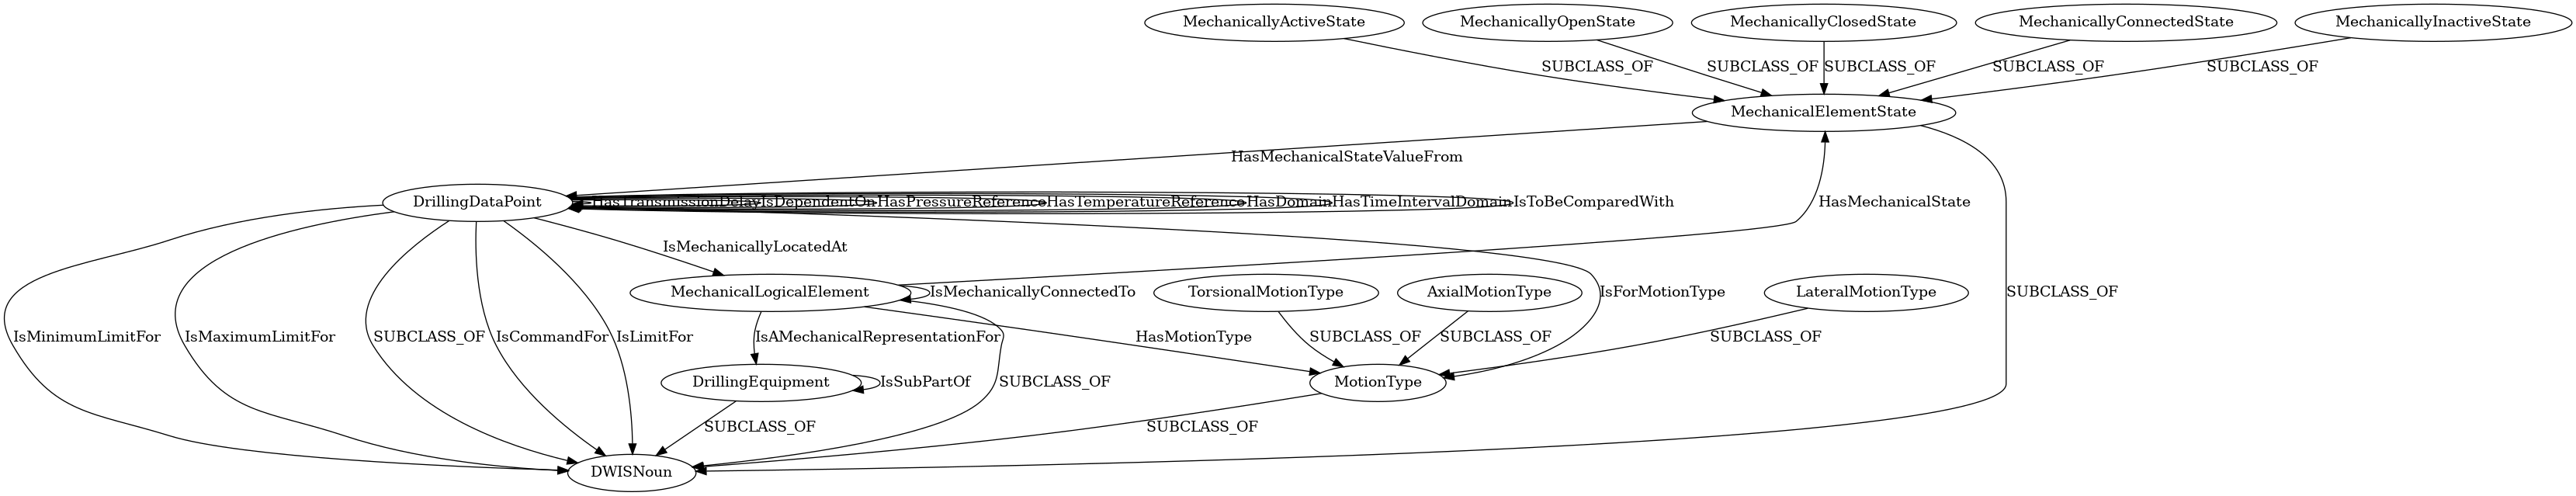 MechanicallyActiveState
MechanicallyOpenState
MechanicallyClosedState
MechanicallyConnectedState
MechanicallyInactiveState
SUBCLASS_OF
SUBCLASS_OF
SUBCLASS_OF
SUBCLASS_OF
SUBCLASS_OF
MechanicalElementState
HasMechanicalStateValueFrom
DrillingDataPoint
HasTransmissionDelay
IsDependentOn
HasPressureReference
HasTemperatureReference
HasDomain
HasTimeIntervalDomain
IsToBeComparedWith
HasMechanicalState
IsMechanicallyLocatedAt
MechanicalLogicalElement
IsMechanicallyConnectedTo
TorsionalMotionType
AxialMotionType
IsForMotionType
LateralMotionType
SUBCLASS_OF
IsMinimumLimitFor
IsMaximumLimitFor
SUBCLASS_OF
IsCommandFor
IsLimitFor
IsAMechanicalRepresentationFor
HasMotionType
SUBCLASS_OF
SUBCLASS_OF
SUBCLASS_OF
DrillingEquipment
IsSubPartOf
SUBCLASS_OF
MotionType
SUBCLASS_OF
SUBCLASS_OF
DWISNoun